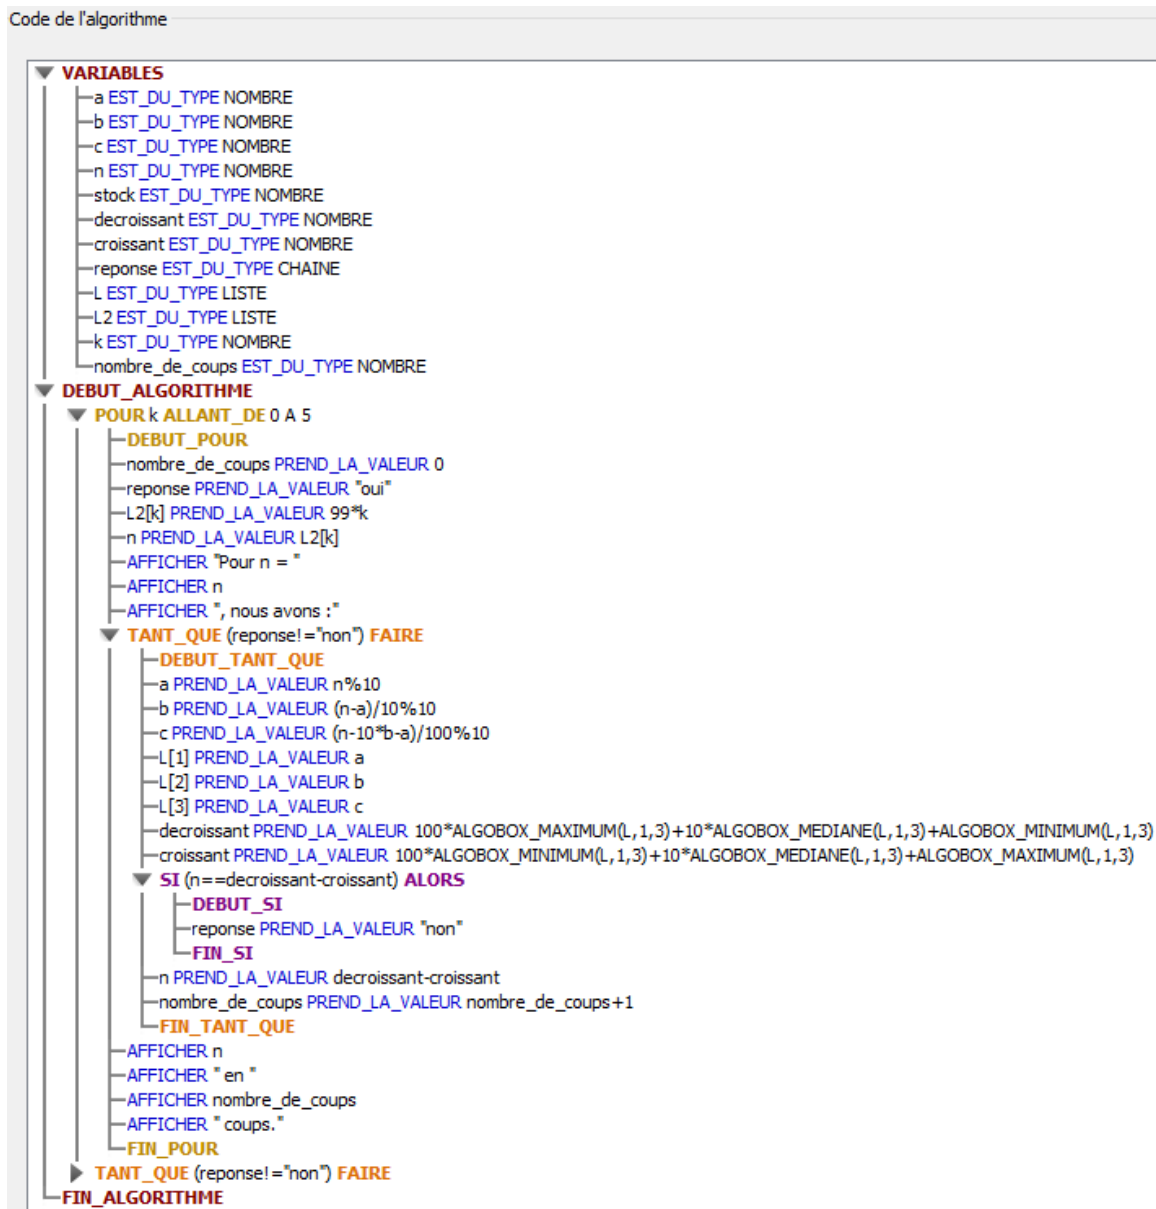 Code de l'algorithme
VARIABLES
a EST_DU_TYPE NOMBRE
b EST_DU_TYPE NOMBRE
c EST_DU_TYPE NOMBRE
n EST_DU_TYPE NOMBRE
stock EST_DU_TYPE NOMBRE
decroissant EST_DU_TYPE NOMBRE
croissant EST_DU_TYPE NOMBRE
reponse EST_DU_TYPE CHAINE
L EST_DU_TYPE LISTE
L2 EST_DU_TYPE LISTE
k EST_DU_TYPE NOMBRE
nombre_de_coups EST_DU_TYPE NOMBRE
DEBUT_ALGORITHME
POUR k ALLANT_DE 0 A 5
DEBUT_POUR
nombre_de_coups PREND_LA_VALEUR 0
reponse PREND_LA_VALEUR "oui"
L2[k] PREND_LA_VALEUR 99*k
n PREND_LA_VALEUR L2[k]
AFFICHER "Pour n = "
AFFICHER n
AFFICHER ", nous avons :"
TANT_QUE (reponse!="non") FAIRE
DEBUT_TANT_QUE
a PREND_LA_VALEUR n%10
b PREND_LA_VALEUR (n-a)/10%10
c PREND_LA_VALEUR (n-10*b-a)/100%10
L[1] PREND_LA_VALEUR a
L[2] PREND_LA_VALEUR b
L[3] PREND_LA_VALEUR c
decroissant PREND_LA_VALEUR 100*ALGOBOX_MAXIMUM(L,1,3)+10*ALGOBOX_MEDIANE(L,1,3)+ALGOBOX_MINIMUM(L,1,3)
croissant PREND_LA_VALEUR 100*ALGOBOX_MINIMUM(L,1,3)+10*ALGOBOX_MEDIANE(L,1,3)+ALGOBOX_MAXIMUM(L,1,3)
SI (n==decroissant-croissant) ALORS
DEBUT_SI
reponse PREND_LA_VALEUR "non"
FIN_SI
n PREND_LA_VALEUR decroissant-croissant
nombre_de_coups PREND_LA_VALEUR nombre_de_coups+1
FIN_TANT_QUE
AFFICHER n
AFFICHER " en "
AFFICHER nombre_de_coups
AFFICHER " coups."
FIN_POUR
TANT_QUE (reponse!="non") FAIRE
FIN_ALGORITHME